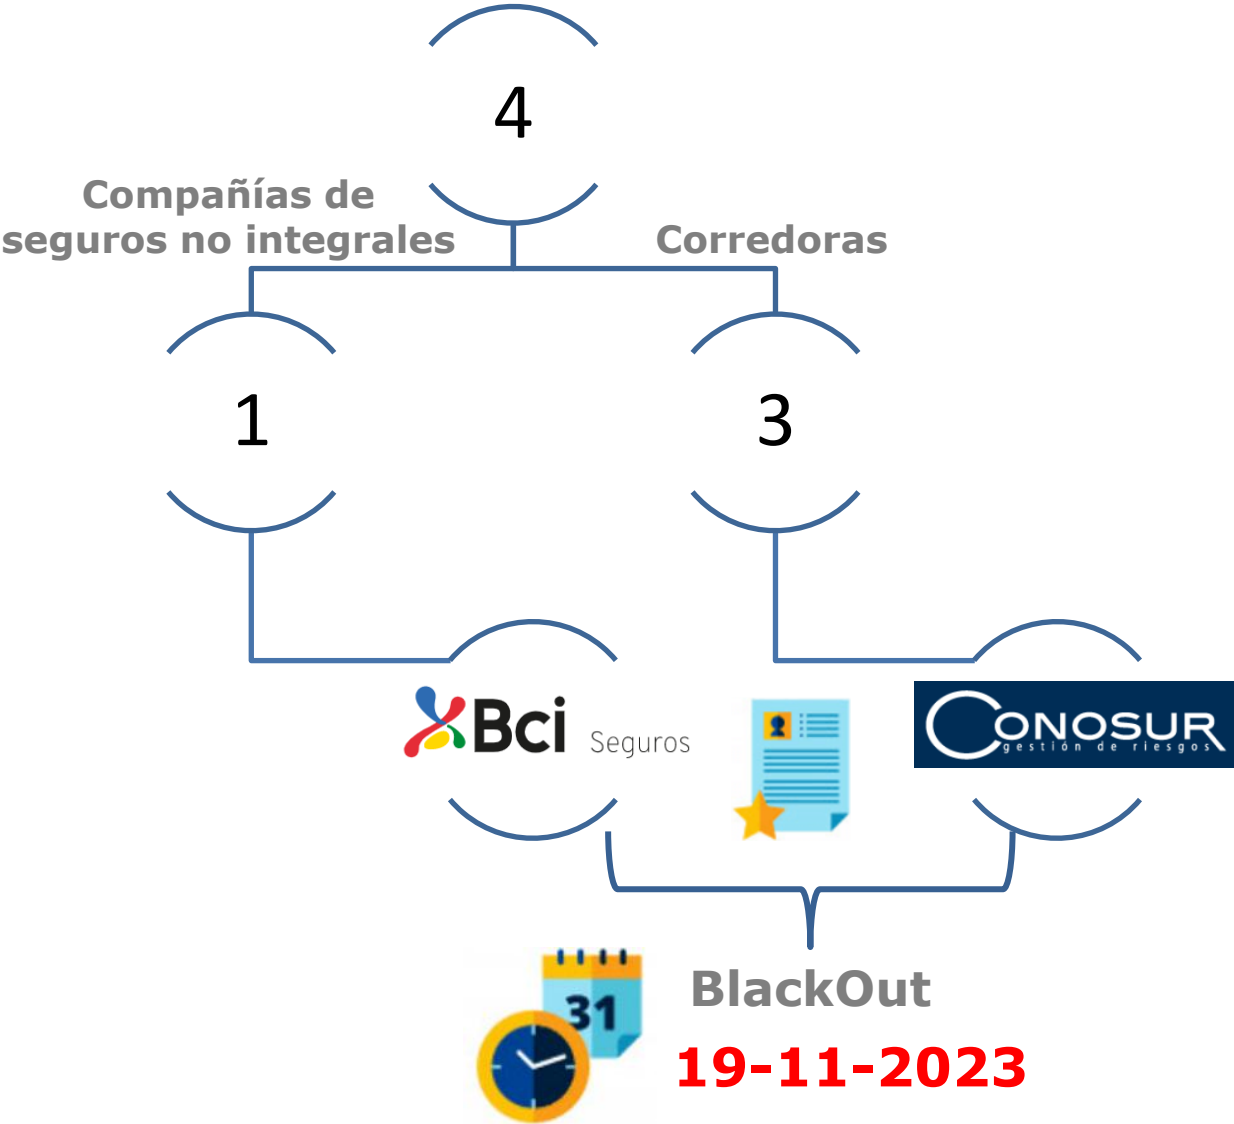 4
Compañías de
seguros no integrales
Corredoras
1
3
Bci Seguros
CONOSUR
gestión de riesgos
31
BlackOut
19-11-2023